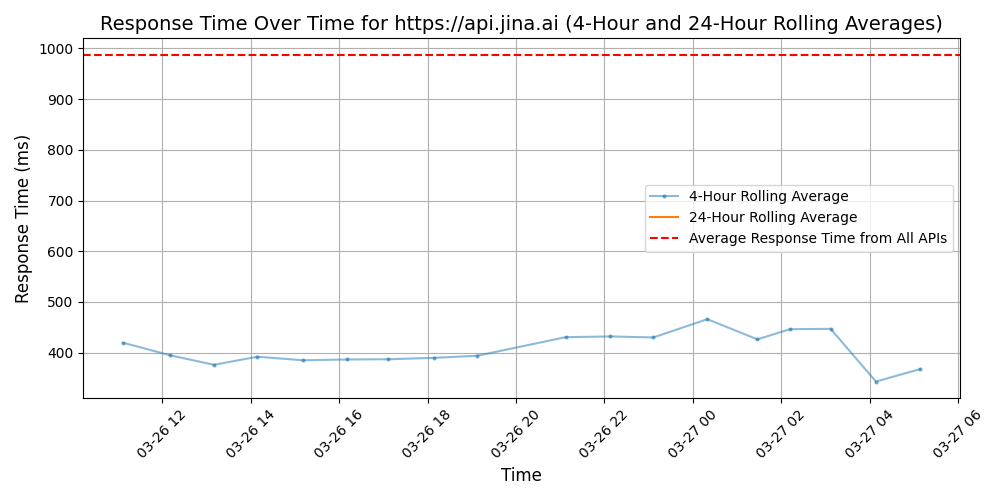 Response Time Over Time for https://api.jina.ai (4-Hour and 24-Hour Rolling Averages)
Response Time (ms)
1000
900
800
700
600
500
400
4-Hour Rolling Average
24-Hour Rolling Average
Average Response Time from All APIs
03-26 12
03-26 14
03-26 16
03-26 18
03-26 20
03-26 22
03-27 00
03-27 02
03-27 04
03-27 06
Time